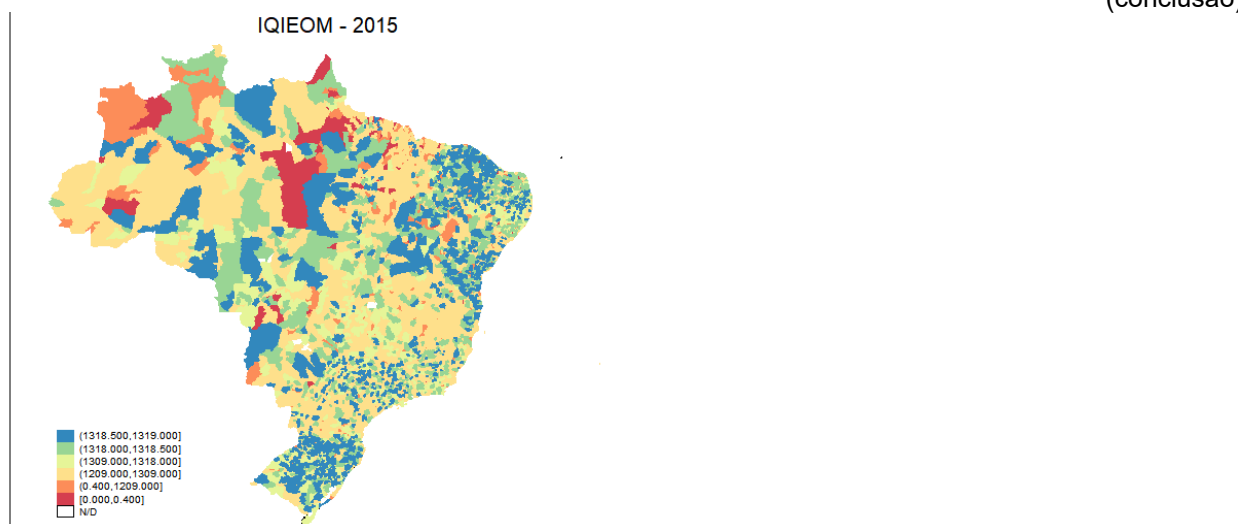 (conclusão)
IQIEOM - 2015
(1318.500,1319.000]
(1318.000,1318.500]
(1309.000,1318.000]
(1209.000,1309.000]
(0.400,1209.000]
[0.000,0.400]
N/D